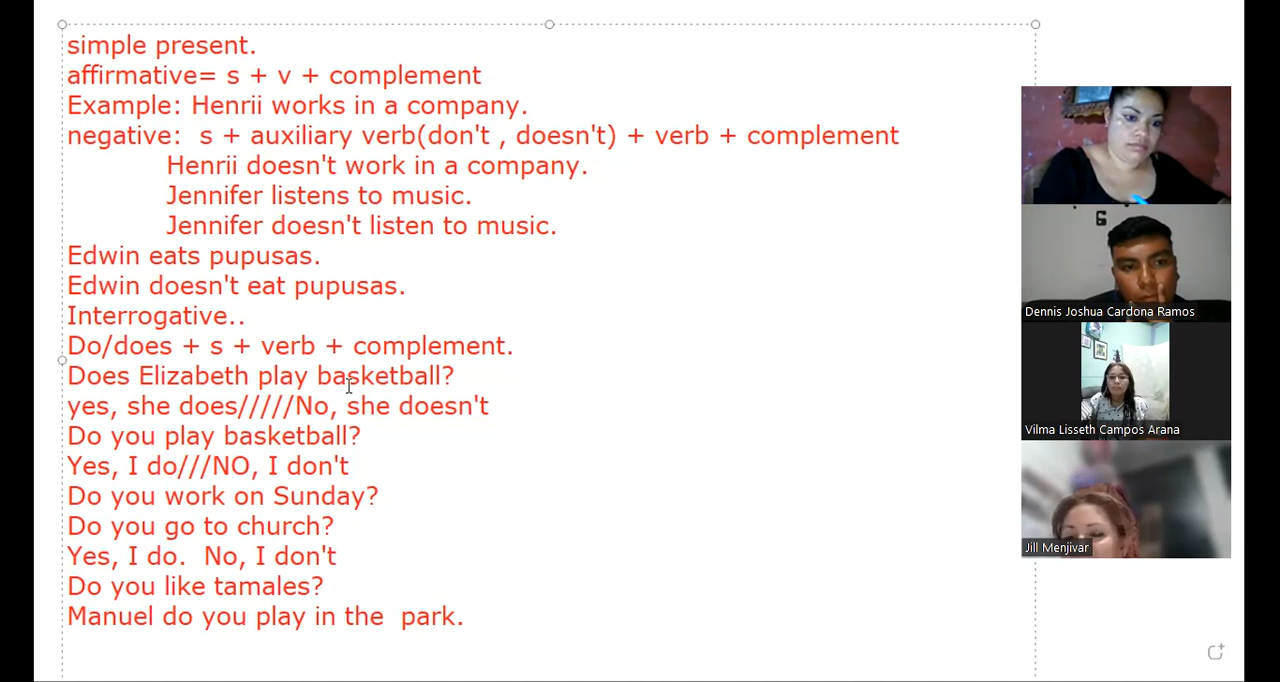 simple present.
affirmative= s + v + complement
Example: Henrii works in a company.
negative:  s + auxiliary verb(don't , doesn't) + verb + complement
Henrii doesn't work in a company.
Jennifer listens to music.
Jennifer doesn't listen to music.
Edwin eats pupusas.
Edwin doesn't eat pupusas.
Interrogative..
Do/does + s + verb + complement.
Does Elizabeth play basketball?
yes, she does/////No, she doesn't
Do you play basketball?
Yes, I do///NO, I don't
Do you work on Sunday?
Do you go to church?
Yes, I do.  No, I don't
Do you like tamales?
Manuel do you play in the  park.
6
Dennis Joshua Cardona Ramos
Vilma Lisseth Campos Arana
Jill Menjivar